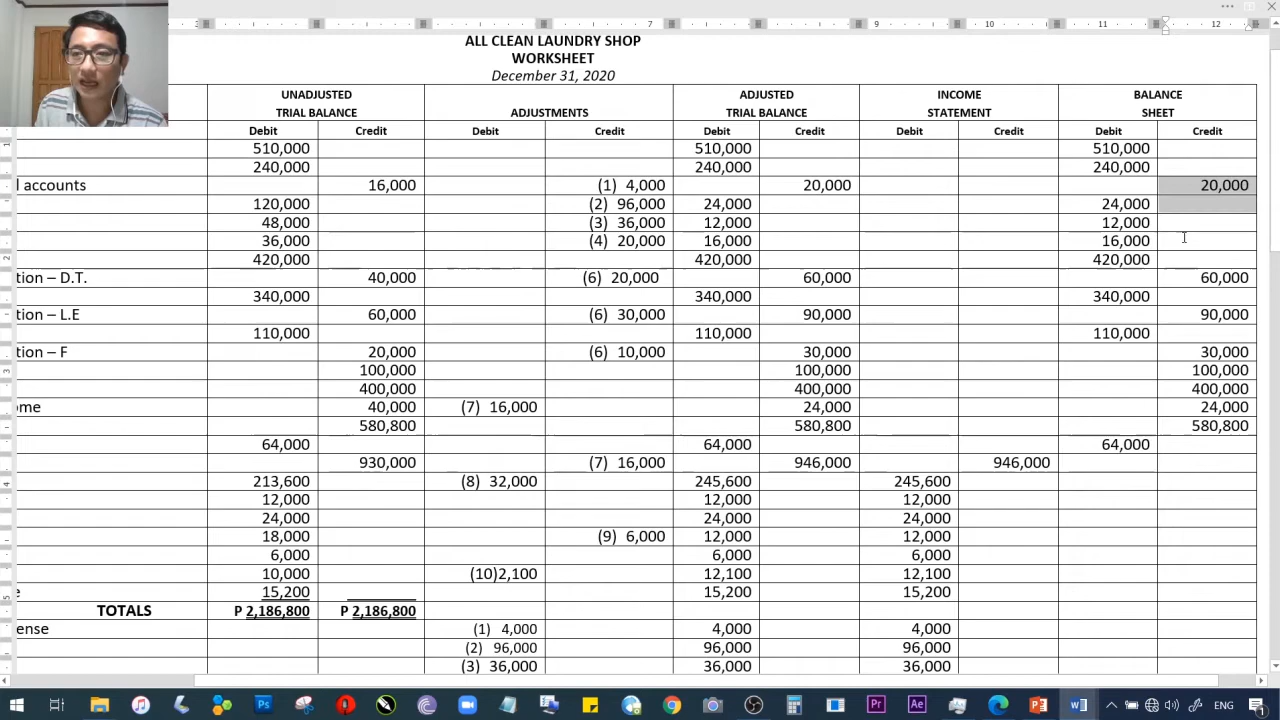 3 7 9 10 11 12
ALL CLEAN LAUNDRY SHOP
WORKSHEET
December 31, 2020
UNADJUSTED TRIAL BALANCE ADJUSTMENTS ADJUSTED TRIAL BALANCE INCOME STATEMENT BALANCE SHEET
Debit Credit Debit Credit Debit Credit Debit Credit Debit Credit
510,000 510,000 510,000
240,000 240,000 240,000
l accounts 16,000 (1) 4,000 20,000 20,000
120,000 (2) 96,000 24,000 24,000
48,000 (3) 36,000 12,000 12,000
36,000 (4) 20,000 16,000 16,000
420,000 420,000 420,000
tion – D.T. 40,000 (6) 20,000 60,000 60,000
340,000 340,000 340,000
tion – L.E 60,000 (6) 30,000 90,000 90,000
110,000 110,000 110,000
tion – F 20,000 (6) 10,000 30,000 30,000
100,000 100,000 100,000
400,000 400,000 400,000
ome 40,000 (7) 16,000 24,000 24,000
580,800 580,800 580,800
64,000 64,000 64,000
930,000 (7) 16,000 946,000 946,000
213,600 (8) 32,000 245,600 245,600
12,000 12,000 12,000
24,000 24,000 24,000
18,000 (9) 6,000 12,000 12,000
6,000 6,000 6,000
10,000 (10)2,100 12,100 12,100
e 15,200 15,200 15,200
TOTALS P 2,186,800 P 2,186,800
ense (1) 4,000 4,000 4,000
(2) 96,000 96,000 96,000
(3) 36,000 36,000 36,000
ENG